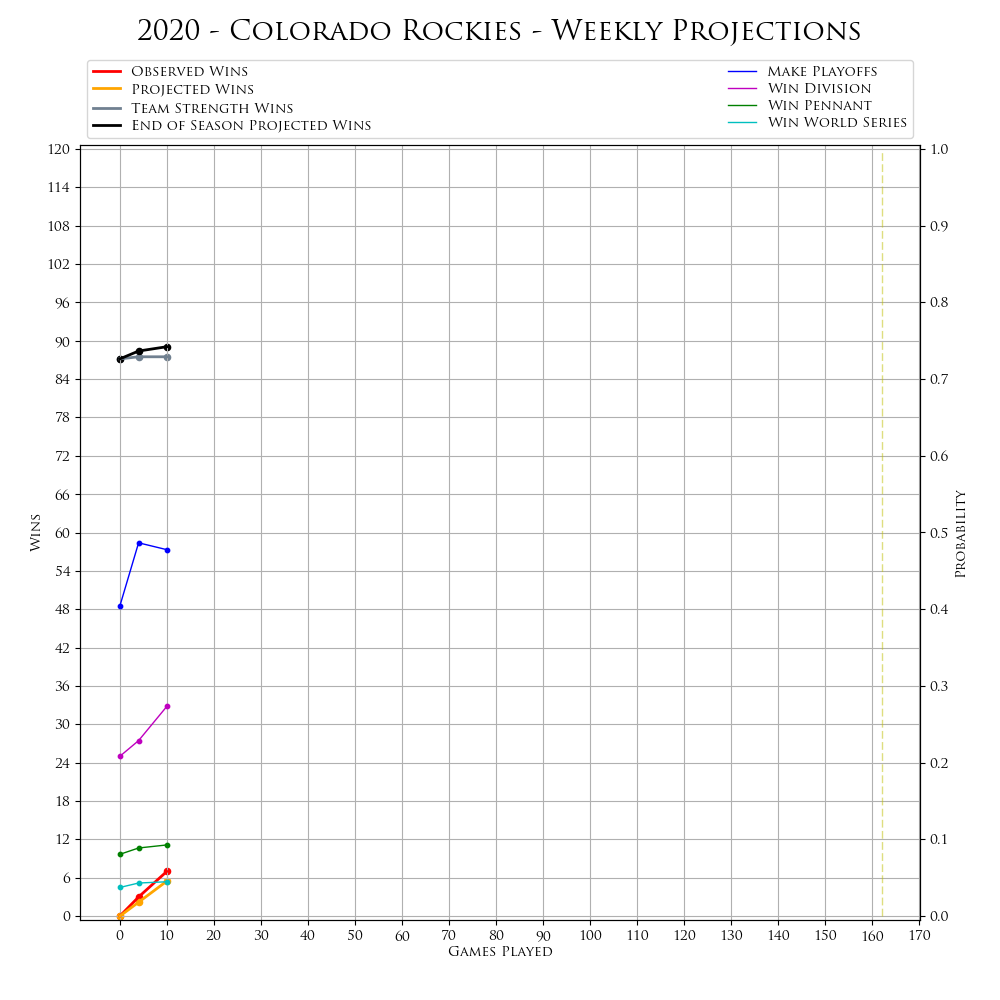 2020 - Colorado Rockies - Weekly Projections
Observed Wins
Projected Wins
Team Strength Wins
End of Season Projected Wins
Make Playoffs
Win Division
Win Pennant
Win World Series
120
114
108
102
96
90
84
78
72
66
60
54
48
42
36
30
24
18
12
6
0
Wins
1.0
0.9
0.8
0.7
0.6
0.5
0.4
0.3
0.2
0.1
0.0
Probability
0 10 20 30 40 50 60 70 80 90 100 110 120 130 140 150 160 170
Games Played